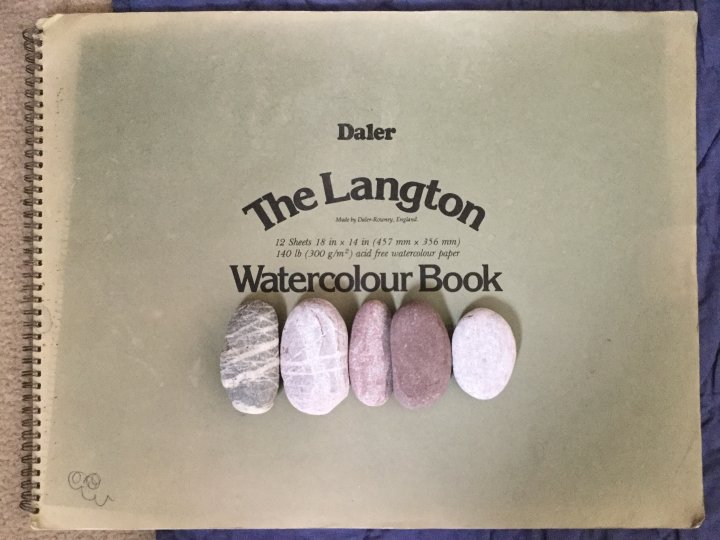 Daler
The Langton
Made by Daler-Rowney, England.
12 Sheets 18 in x 14 in (457 mm x 356 mm)
140 lb (300 g/m²) acid free watercolour paper
Watercolour Book